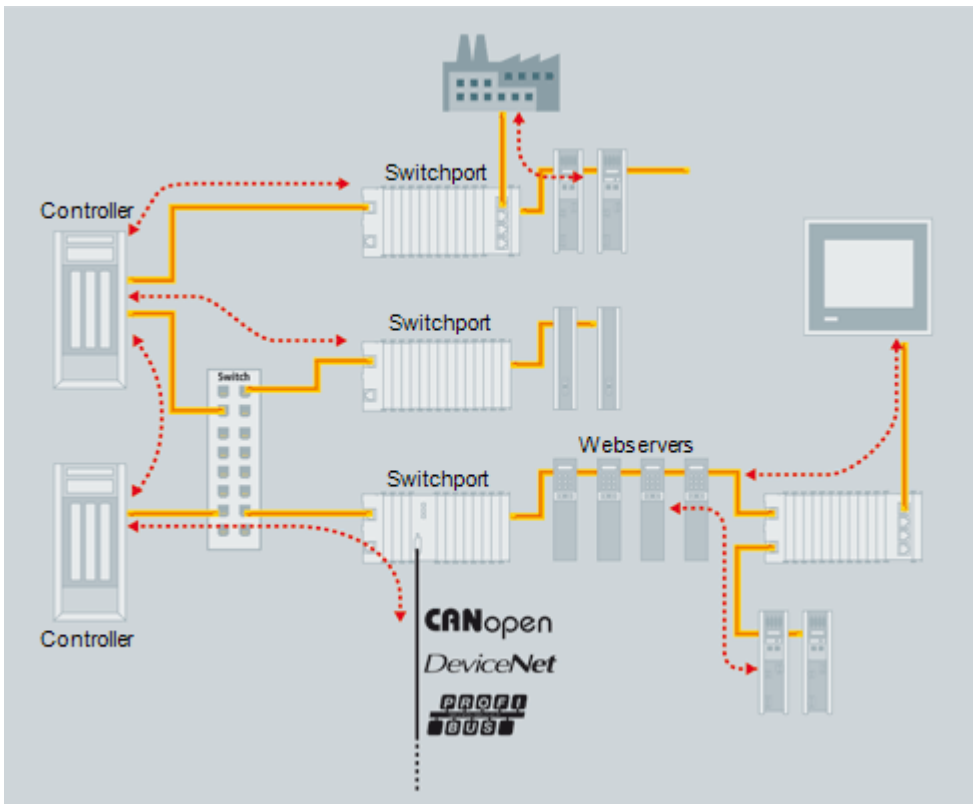 Switchport
Controller
Switchport
Switch
Webservers
Switchport
CANopen
DeviceNet
Controller
PROFI
BUS